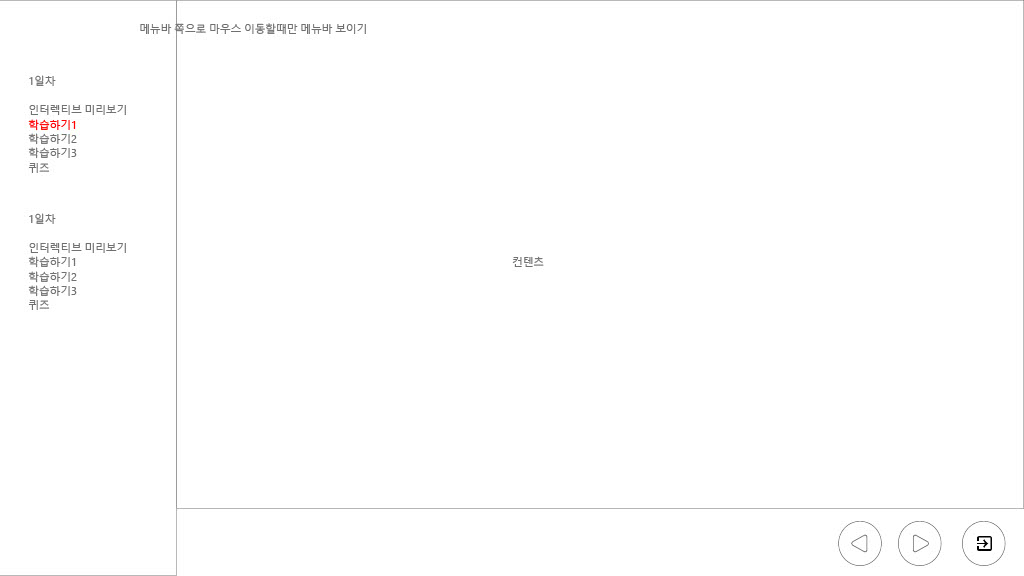 메뉴바 쪽으로 마우스 이동할때만 메뉴바 보이기
1일차
인터렉티브 미리보기
학습하기1
학습하기2
학습하기3
퀴즈
1일차
인터렉티브 미리보기
학습하기1
학습하기2
학습하기3
퀴즈
컨텐츠